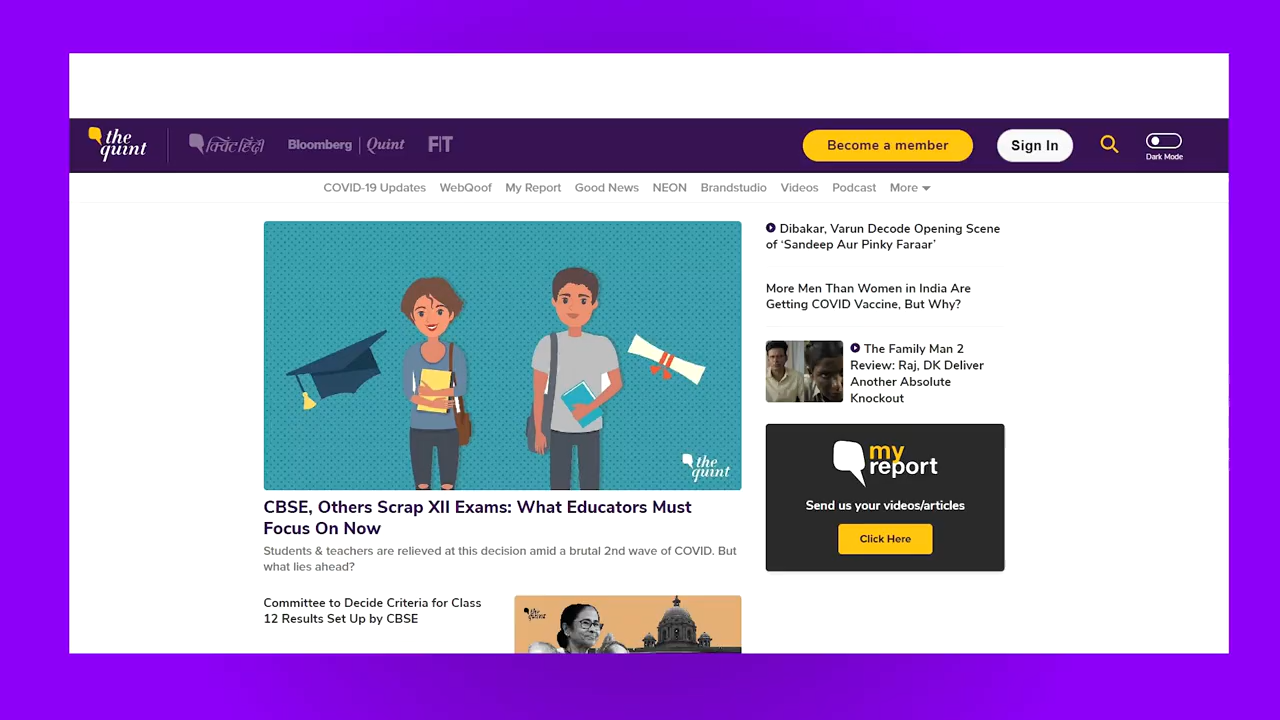 the
quint
क्विंट हिंदी
Bloomberg | Quint
FIT
Become a member
Sign In
Dark Mode
COVID-19 Updates
WebQoof
My Report
Good News
NEON
Brandstudio
Videos
Podcast
More
the
quint
CBSE, Others Scrap XII Exams: What Educators Must
Focus On Now
Students & teachers are relieved at this decision amid a brutal 2nd wave of COVID. But
what lies ahead?
Committee to Decide Criteria for Class
12 Results Set Up by CBSE
the
quint
Dibakar, Varun Decode Opening Scene
of ‘Sandeep Aur Pinky Faraar’
More Men Than Women in India Are
Getting COVID Vaccine, But Why?
The Family Man 2
Review: Raj, DK Deliver
Another Absolute
Knockout
my
report
Send us your videos/articles
Click Here